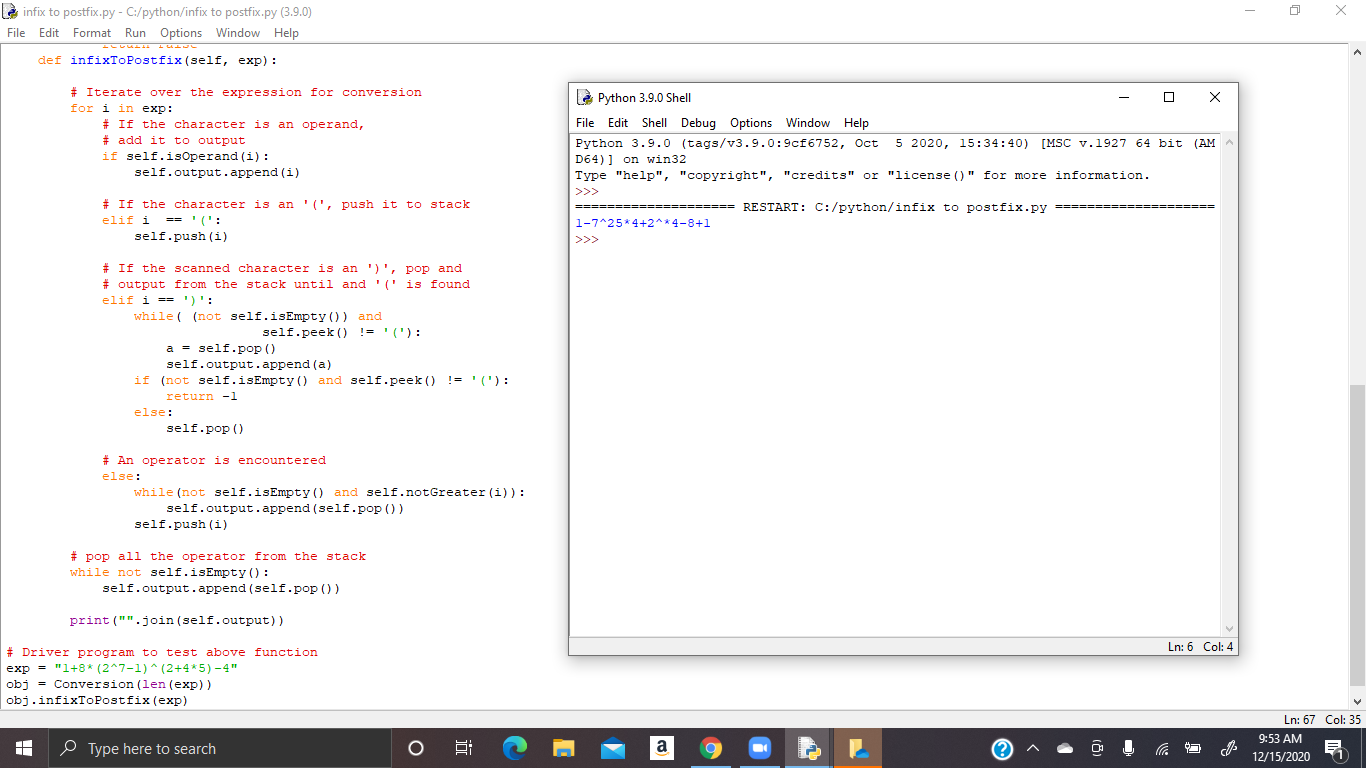 infix to postfix.py - C:/python/infix to postfix.py (3.9.0)
File Edit Format Run Options Window Help
return False
    def infixToPostfix(self, exp):
        # Iterate over the expression for conversion
        for i in exp:
            # If the character is an operand,
            # add it to output
            if self.isOperand(i):
                self.output.append(i)
            # If the character is an '(', push it to stack
            elif i  == '(':
                self.push(i)
            # If the scanned character is an ')', pop and
            # output from the stack until and '(' is found
            elif i == ')':
                while( (not self.isEmpty()) and
                                self.peek() != '('):
                    a = self.pop()
                    self.output.append(a)
                if (not self.isEmpty() and self.peek() != '('):
                    return -1
                else:
                    self.pop()
            # An operator is encountered
            else:
                while(not self.isEmpty() and self.notGreater(i)):
                    self.output.append(self.pop())
                self.push(i)
        # pop all the operator from the stack
        while not self.isEmpty():
            self.output.append(self.pop())
        print("".join(self.output))
# Driver program to test above function
exp = "1+8*(2^7-1)^(2+4*5)-4"
obj = Conversion(len(exp))
obj.infixToPostfix(exp)
Python 3.9.0 Shell
File Edit Shell Debug Options Window Help
Python 3.9.0 (tags/v3.9.0:9cf6752, Oct  5 2020, 15:34:40) [MSC v.1927 64 bit (AM
D64)] on win32
Type "help", "copyright", "credits" or "license()" for more information.
>>>
==================== RESTART: C:/python/infix to postfix.py ====================
1-7^25*4+2^*4-8+1
>>>
Ln: 6 Col: 4
Ln: 67 Col: 35
Type here to search
a
9:53 AM
12/15/2020
1